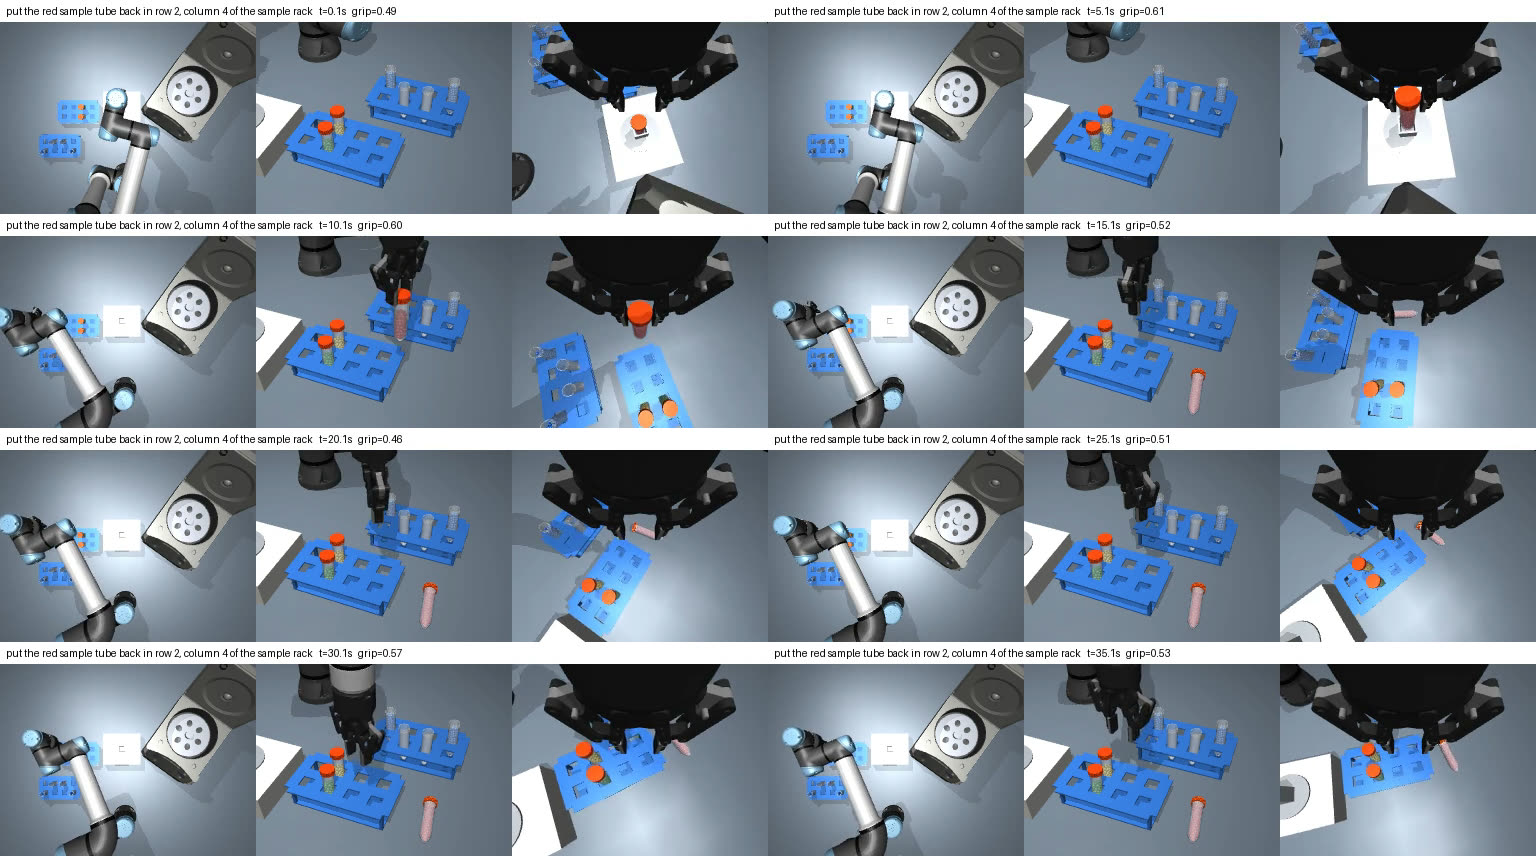 put the red sample tube back in row 2, column 4 of the sample rack t=0.1s grip=0.49
put the red sample tube back in row 2, column 4 of the sample rack t=5.1s grip=0.61
put the red sample tube back in row 2, column 4 of the sample rack t=10.1s grip=0.60
put the red sample tube back in row 2, column 4 of the sample rack t=15.1s grip=0.52
put the red sample tube back in row 2, column 4 of the sample rack t=20.1s grip=0.46
put the red sample tube back in row 2, column 4 of the sample rack t=25.1s grip=0.51
put the red sample tube back in row 2, column 4 of the sample rack t=30.1s grip=0.57
put the red sample tube back in row 2, column 4 of the sample rack t=35.1s grip=0.53